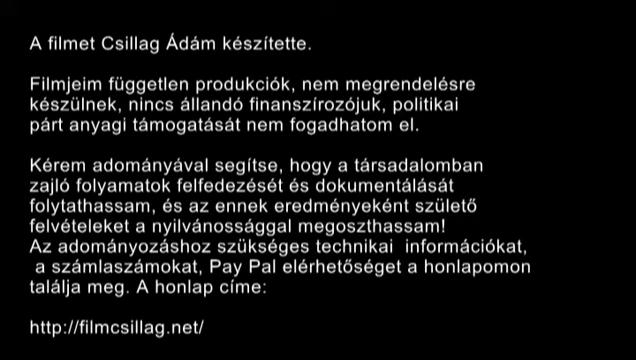 A filmet Csillag Ádám készítette.
Filmjeim független produkciók, nem megrendelésre
készülnek, nincs állandó finanszírozójuk, politikai
párt anyagi támogatását nem fogadhatom el.
Kérem adományával segítse, hogy a társadalomban
zajló folyamatok felfedezését és dokumentálását
folytathassam, és az ennek eredményeként születő
felvételeket a nyilvánossággal megoszthassam!
Az adományozáshoz szükséges technikai  információkat,
a számlaszámokat, Pay Pal elérhetőséget a honlapomon
találja meg. A honlap címe:
http://filmcsillag.net/